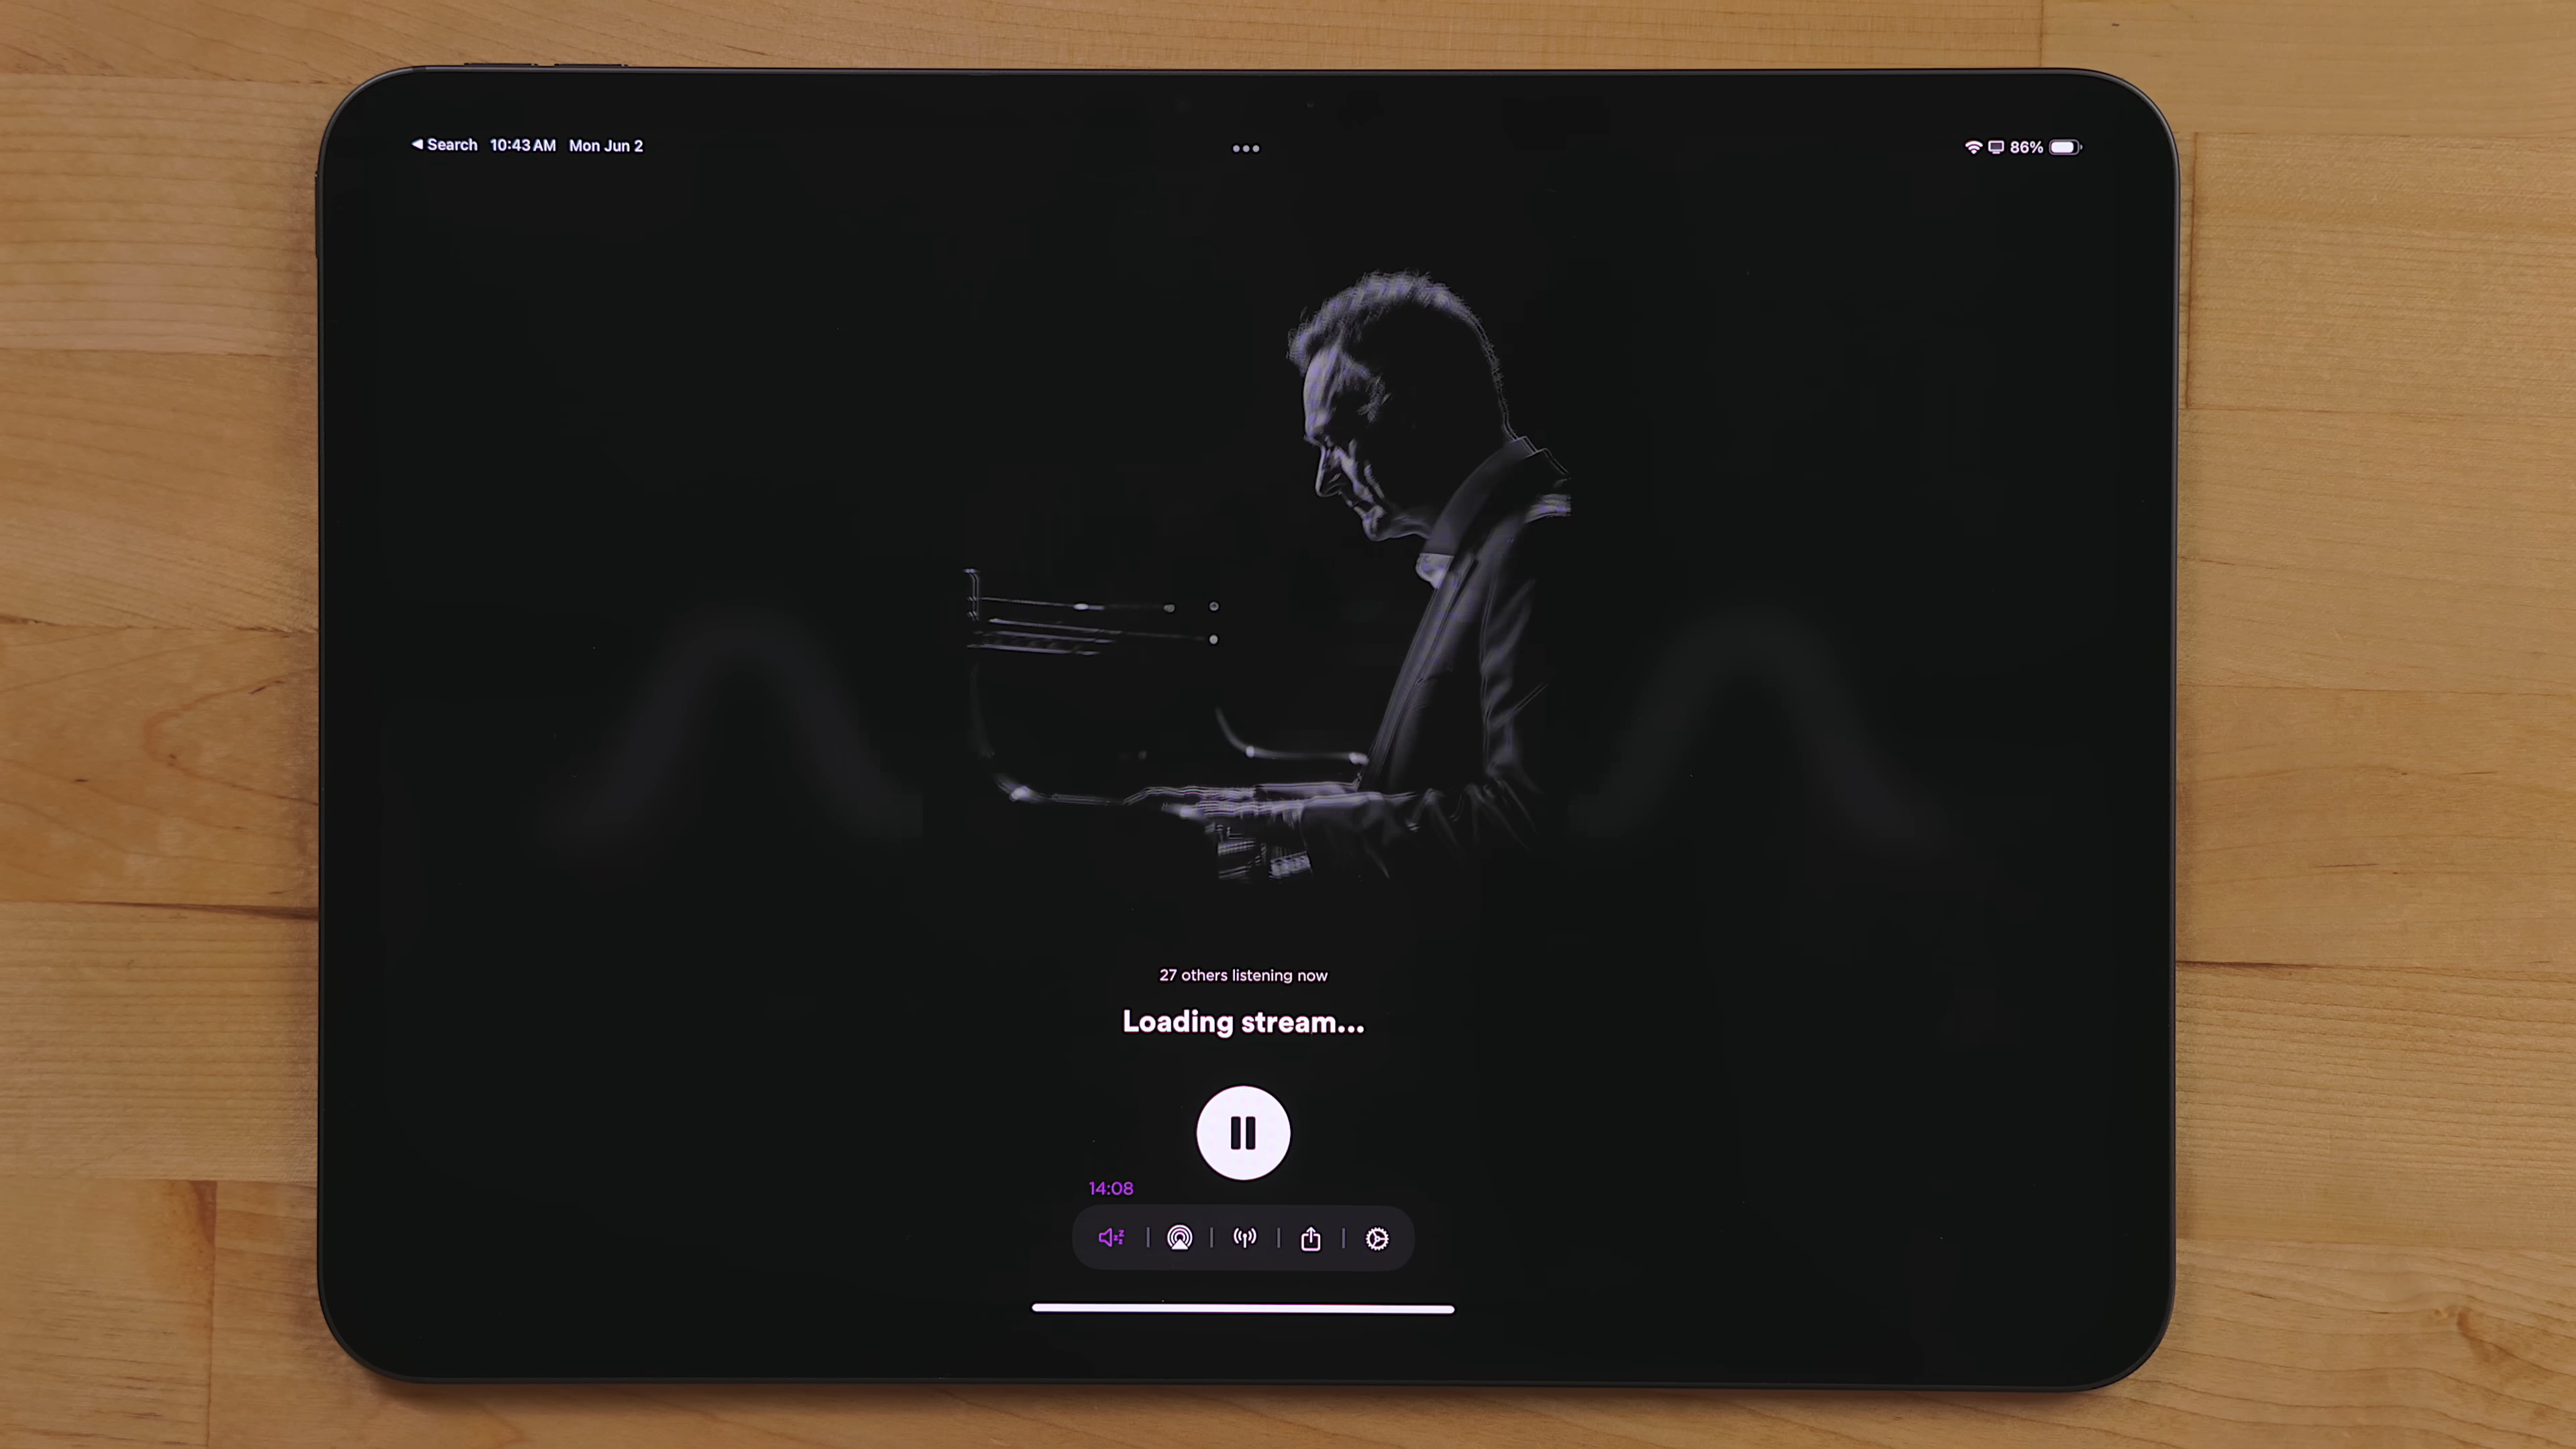 ◀ Search 10:43 AM Mon Jun 2
86%
27 others listening now
Loading stream...
14:08